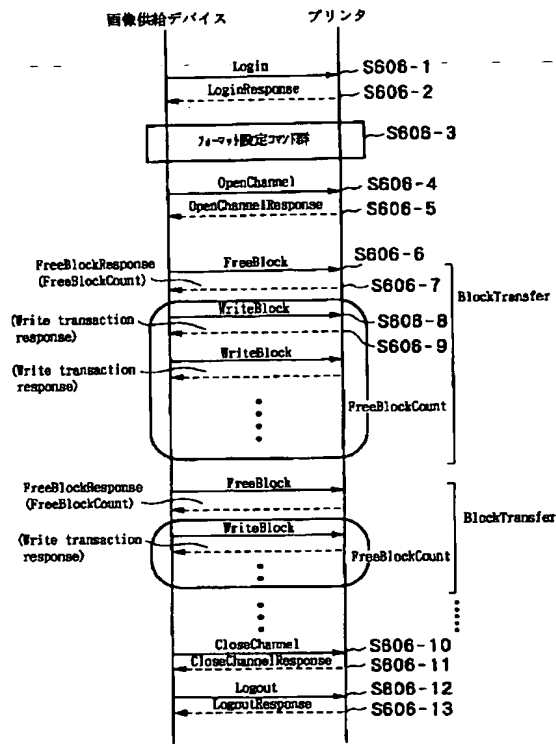 画像供給デバイス
プリンタ
Login
S606-1
LoginResponse
S606-2
フォーマット設定コマンド群
S606-3
OpenChannel
S606-4
OpenChannelResponse
S606-5
S606-6
FreeBlockResponse
(FreeBlockCount)
FreeBlock
S606-7
BlockTransfer
WriteBlock
S606-8
(Write transaction
response)
S606-9
WriteBlock
(Write transaction
response)
FreeBlockCount
FreeBlockResponse
(FreeBlockCount)
FreeBlock
BlockTransfer
WriteBlock
(Write transaction
response)
FreeBlockCount
CloseChannel
S606-10
CloseChannelResponse
S606-11
Logout
S606-12
LogoutResponse
S606-13